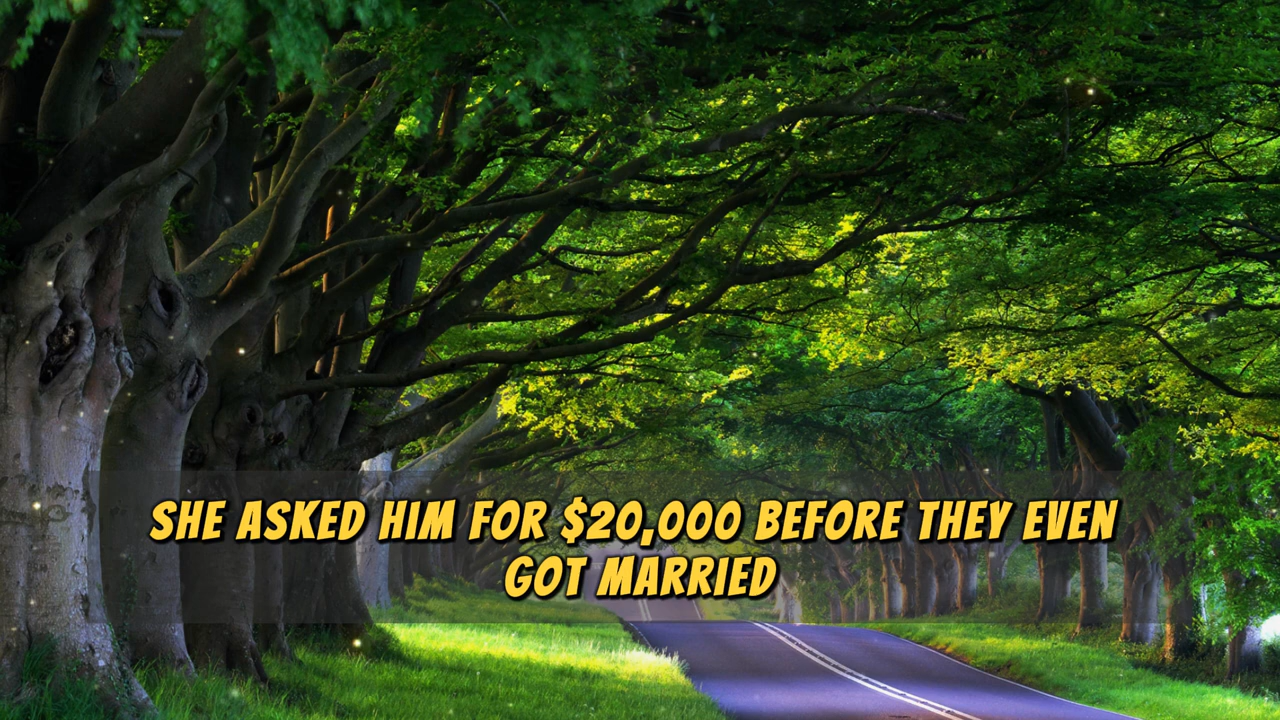 SHE ASKED HIM FOR $20,000 BEFORE THEY EVEN
GOT MARRIED